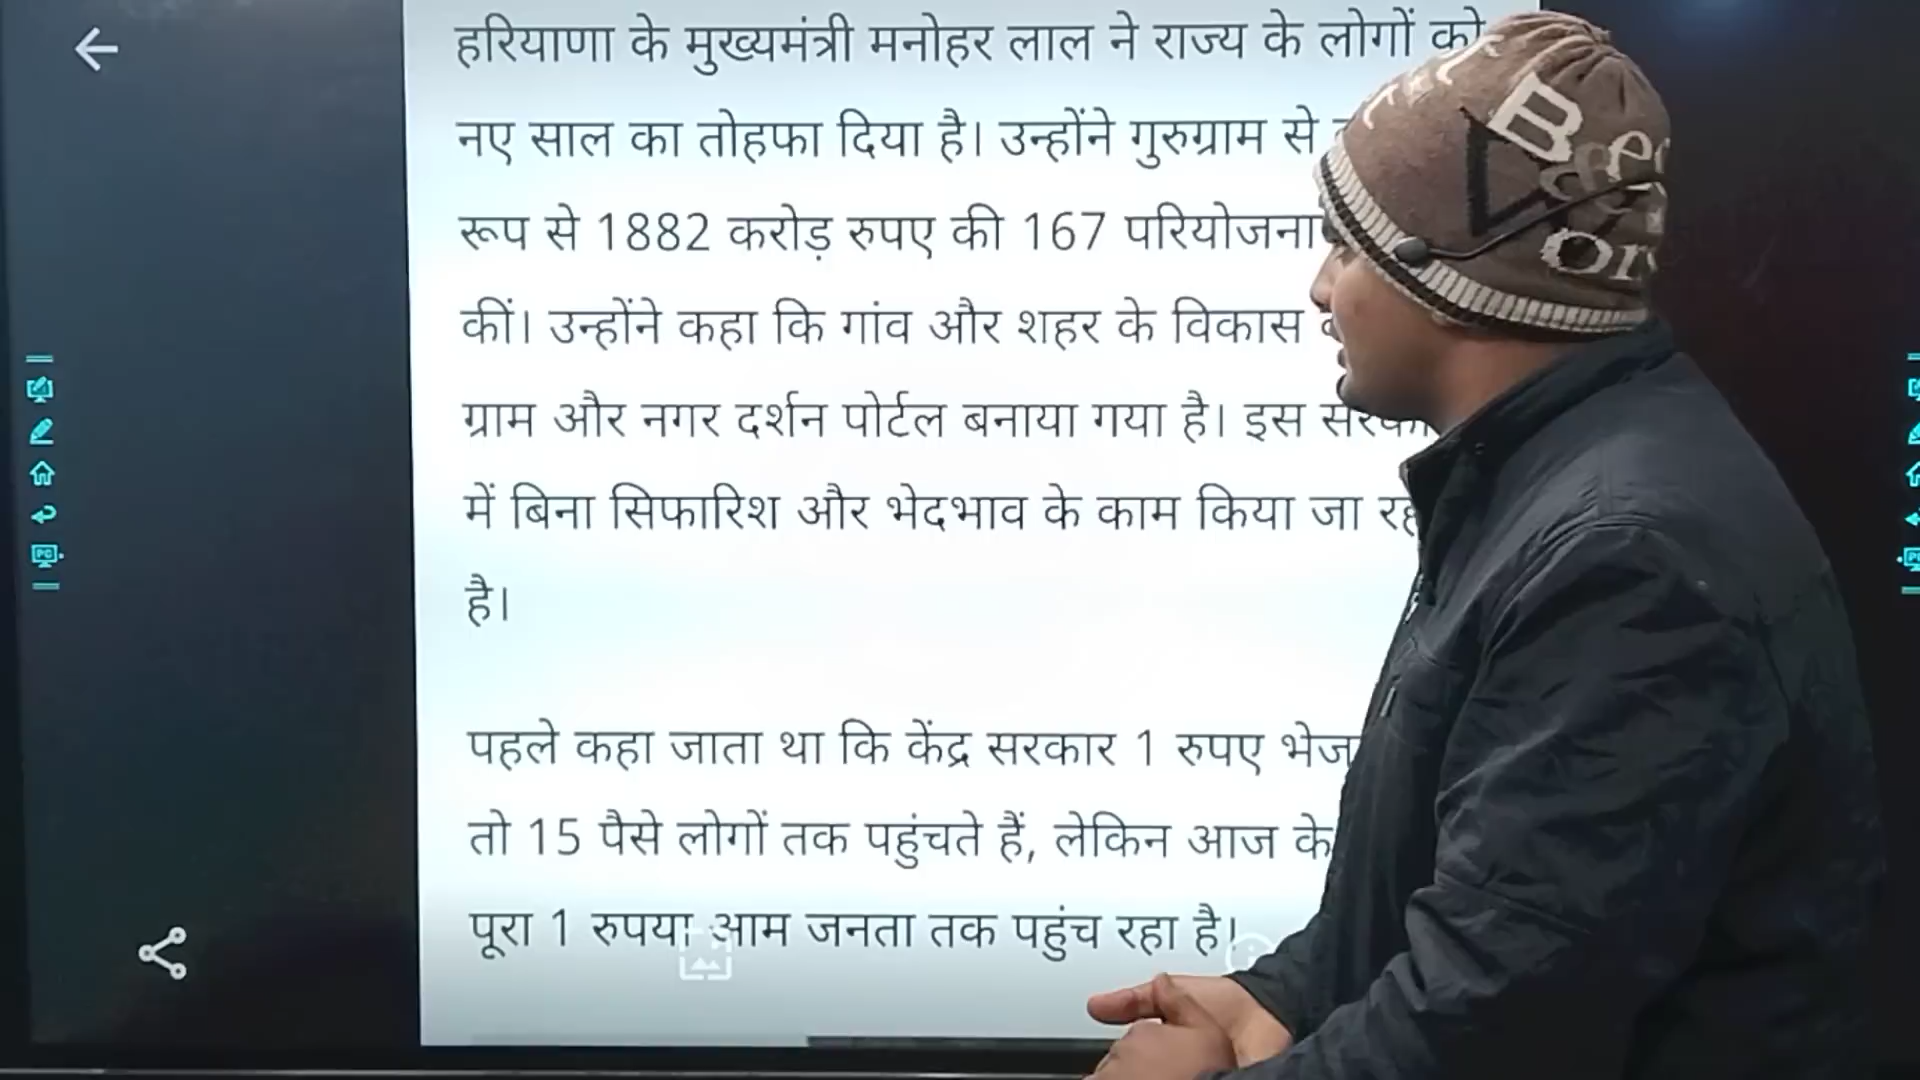 हरियाणा के मुख्यमंत्री मनोहर लाल ने राज्य के लोगों को
नए साल का तोहफा दिया है। उन्होंने गुरुग्राम से
रूप से 1882 करोड़ रुपए की 167 परियोजना
कीं। उन्होंने कहा कि गांव और शहर के विकास
ग्राम और नगर दर्शन पोर्टल बनाया गया है। इस
में बिना सिफारिश और भेदभाव के काम किया जा
है।
पहले कहा जाता था कि केंद्र सरकार 1 रुपए
तो 15 पैसे लोगों तक पहुंचते हैं, लेकिन आज के
पूरा 1 रुपया आम जनता तक पहुंच रहा है।
PC